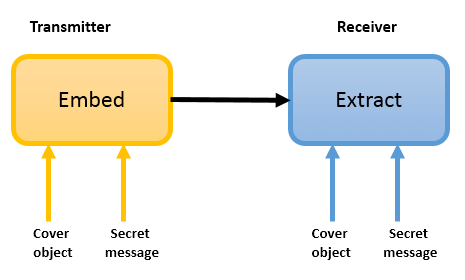 Transmitter
Receiver
Embed
Extract
Cover
object
Secret
message
Cover
object
Secret
message